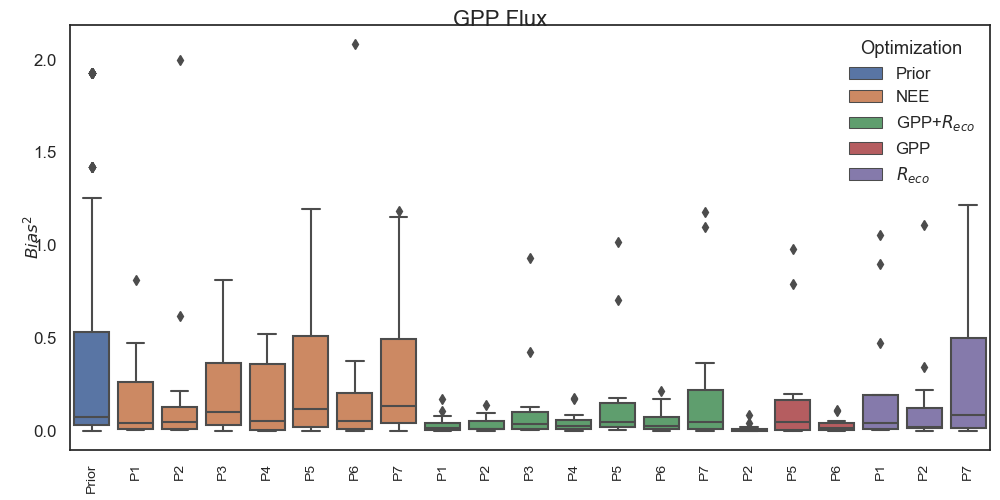 GPP Flux
Optimization
Prior
NEE
GPP+R_eco
GPP
R_eco
Bias²
2.0
1.5
1.0
0.5
0.0
Prior P1 P2 P3 P4 P5 P6 P7 P1 P2 P3 P4 P5 P6 P7 P2 P5 P6 P1 P2 P7